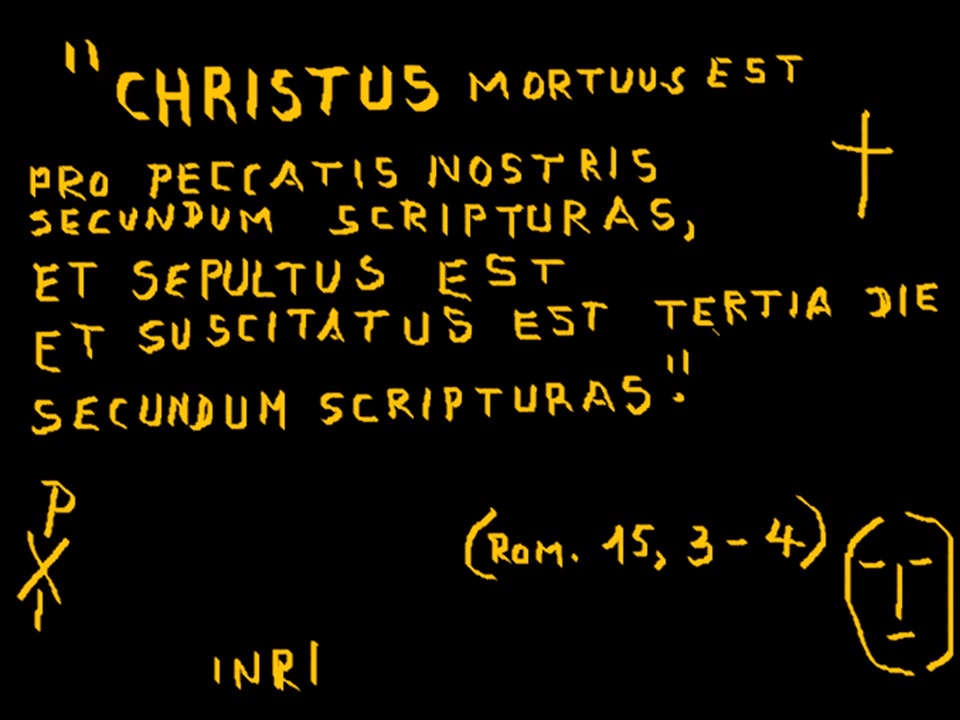 "CHRISTUS MORTUUS EST
PRO PECCATIS NOSTRIS
SECUNDUM SCRIPTURAS,
ET SEPULTUS EST
ET SUSCITATUS EST TERTIA DIE
SECUNDUM SCRIPTURAS".
(Rom. 15, 3-4)
INRI